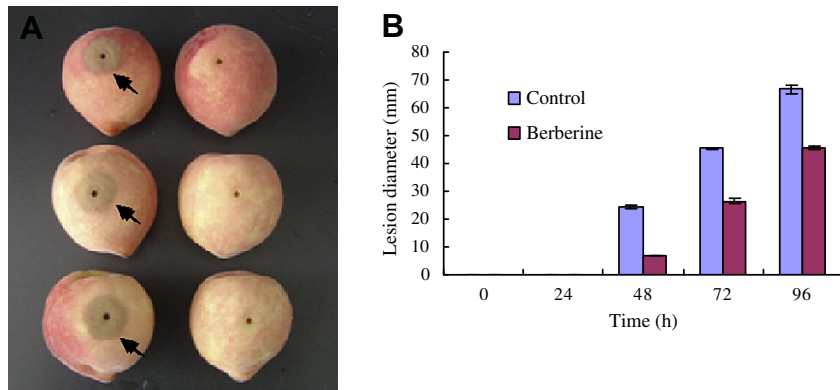 A
B
80
70
60
50
40
30
20
10
0
Lesion diameter (mm)
Control
Berberine
0 24 48 72 96
Time (h)